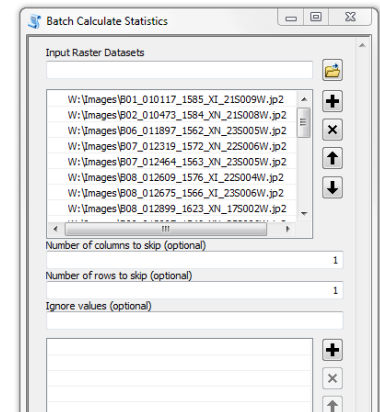 Batch Calculate Statistics
Input Raster Datasets
W:\Images\B01_010117_1585_XI_21S009W.jp2
W:\Images\B02_010473_1584_XN_21S008W.jp2
W:\Images\B06_011897_1562_XN_23S005W.jp2
W:\Images\B07_012319_1572_XN_22S006W.jp2
W:\Images\B07_012464_1563_XN_23S005W.jp2
W:\Images\B08_012609_1576_XI_22S004W.jp2
W:\Images\B08_012675_1566_XI_23S006W.jp2
W:\Images\B08_012899_1623_XN_17S002W.jp2
Number of columns to skip (optional)
1
Number of rows to skip (optional)
1
Ignore values (optional)